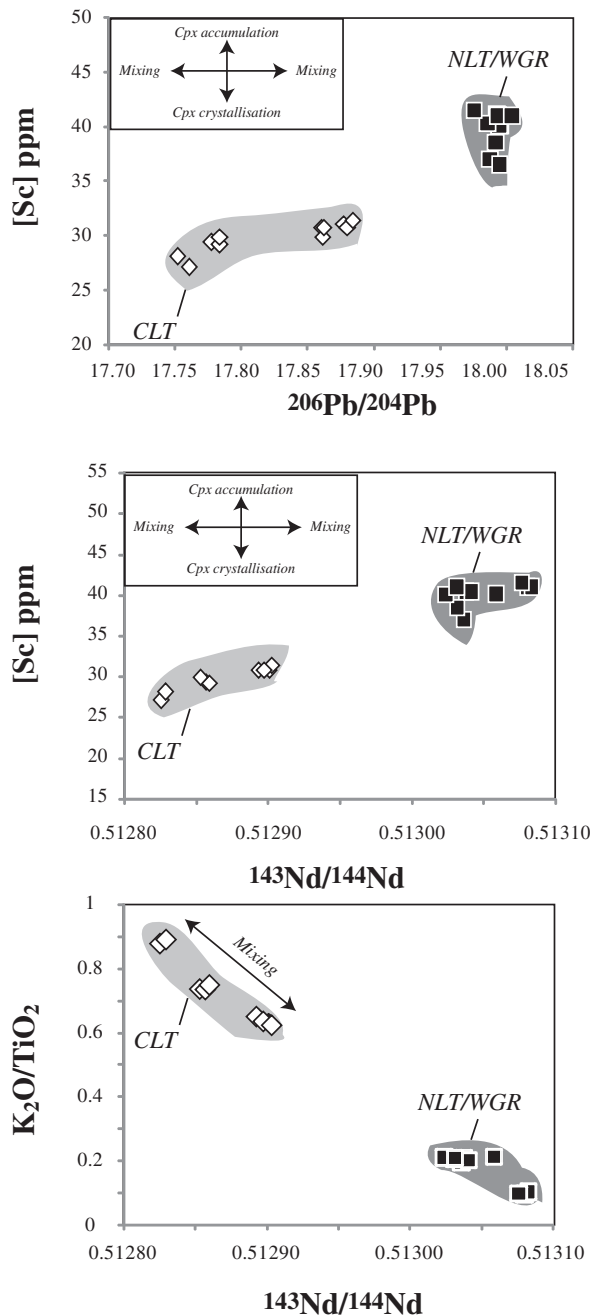 50
45
40
35
30
25
20
[Sc] ppm
Cpx accumulation
Mixing Mixing
Cpx crystallisation
NLT/WGR
CLT
17.70 17.75 17.80 17.85 17.90 17.95 18.00 18.05
206Pb/204Pb
55
50
45
40
35
30
25
20
15
[Sc] ppm
Cpx accumulation
Mixing Mixing
Cpx crystallisation
NLT/WGR
CLT
0.51280 0.51290 0.51300 0.51310
143Nd/144Nd
1
0.8
0.6
0.4
0.2
0
K2O/TiO2
Mixing
CLT
NLT/WGR
0.51280 0.51290 0.51300 0.51310
143Nd/144Nd